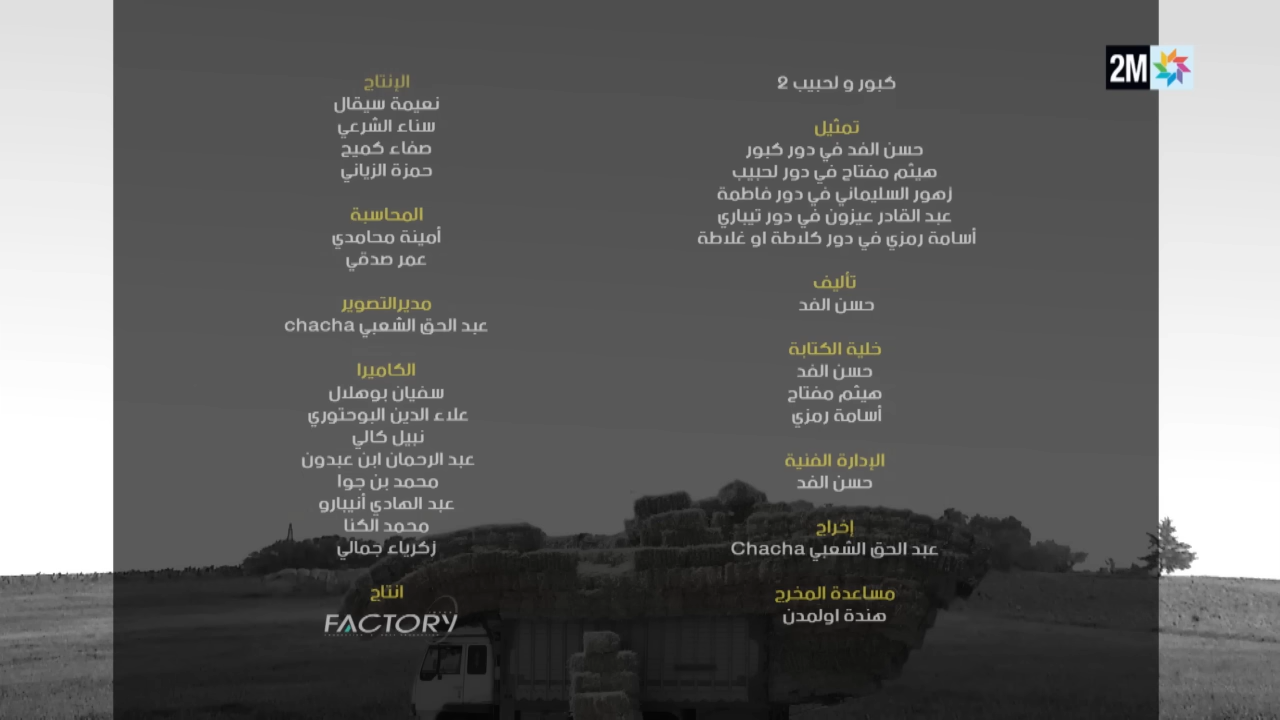 2M
كبور و لحبيب 2
تمثيل
حسن الفد في دور كبور
هيثم مفتاح في دور لحبيب
زهور السليماني في دور فاطمة
عبد القادر عيزون في دور تيباري
أسامة رمزي في دور كلاطة او غلاطة
تأليف
حسن الفد
خلية الكتابة
حسن الفد
هيثم مفتاح
أسامة رمزي
الإدارة الفنية
حسن الفد
إخراج
عبد الحق الشعبي Chacha
مساعدة المخرج
هندة اولمدن
الإنتاج
نعيمة سيقال
سناء الشرعي
صفاء كميح
حمزة الزياني
المحاسبة
أمينة محامدي
عمر صدقي
مديرالتصوير
عبد الحق الشعبي chacha
الكاميرا
سفيان بوهلال
علاء الدين البوحتوري
نبيل كالي
عبد الرحمان ابن عبدون
محمد بن جوا
عبد الهادي أنيبارو
محمد الكنا
زكرياء جمالي
انتاج
FACTORY